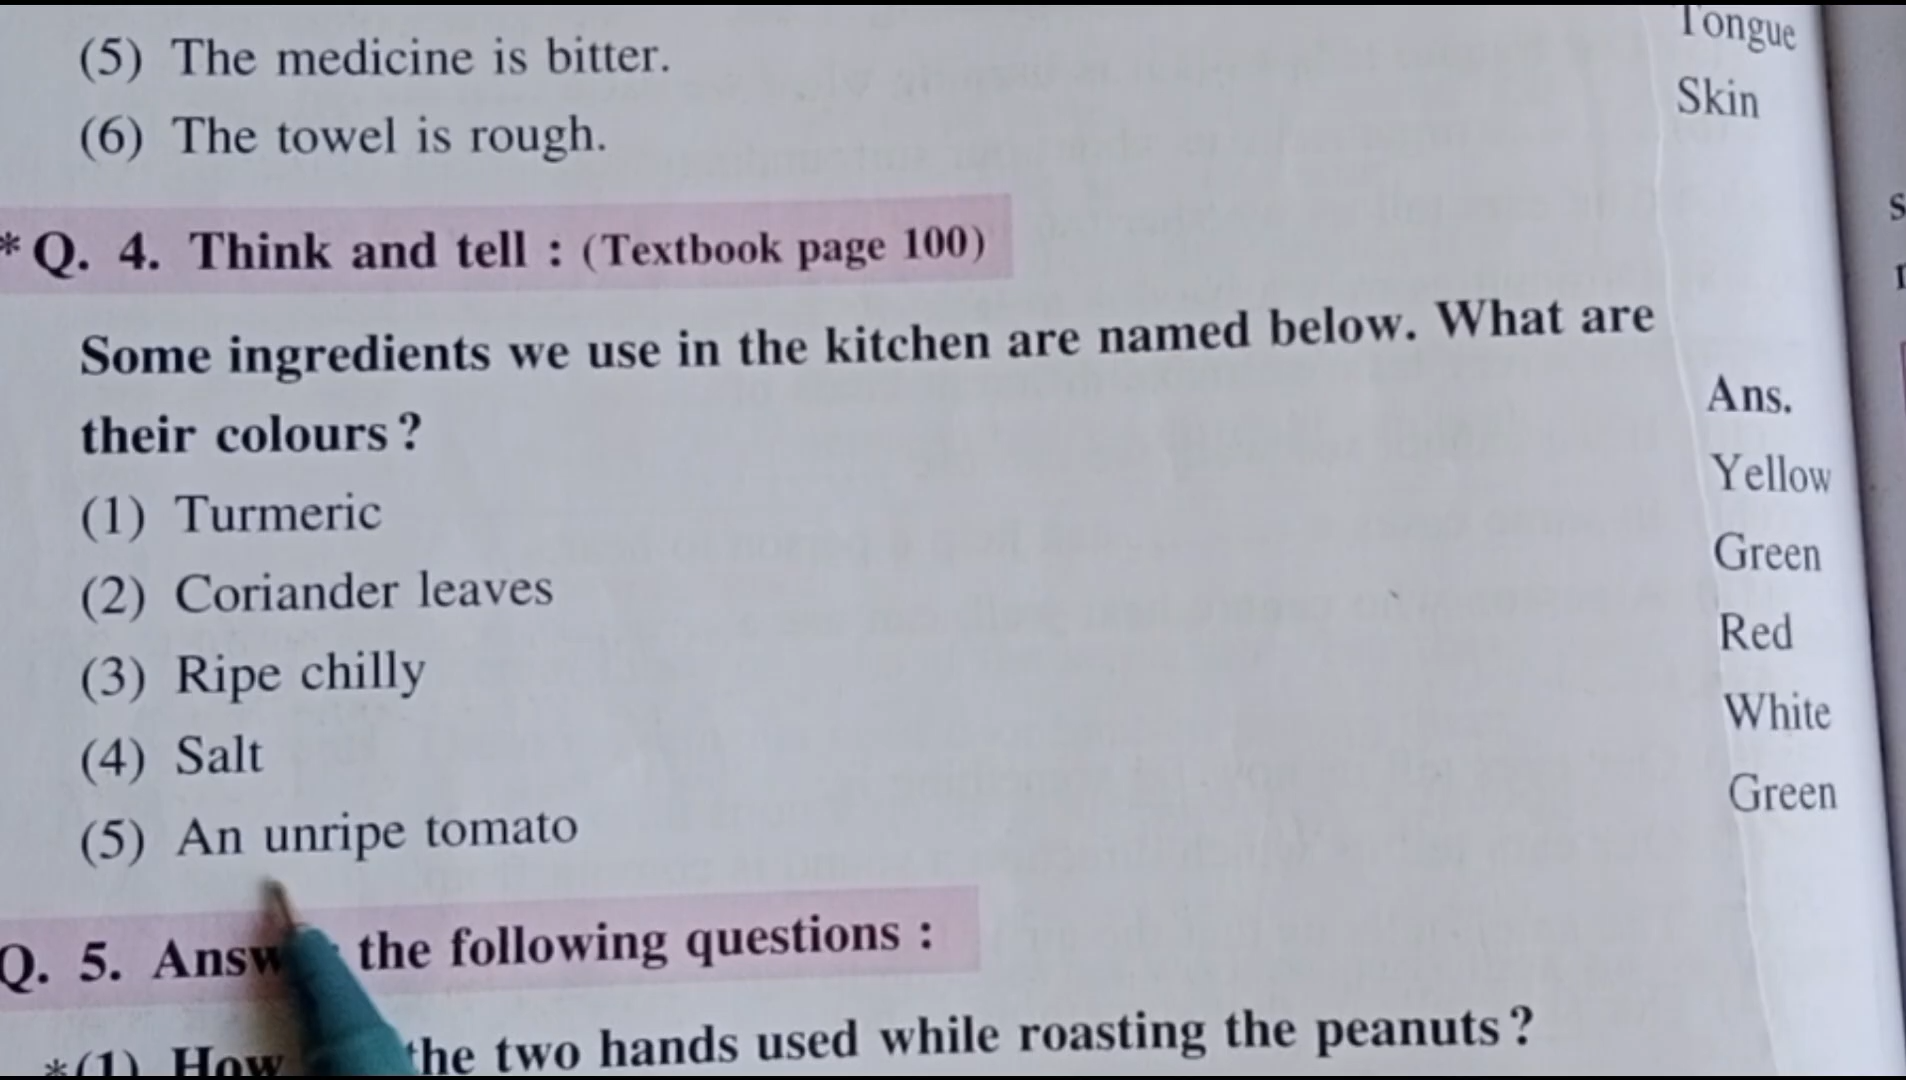 (5) The medicine is bitter. Tongue
(6) The towel is rough. Skin
*Q. 4. Think and tell : (Textbook page 100)
Some ingredients we use in the kitchen are named below. What are
their colours? Ans.
(1) Turmeric Yellow
(2) Coriander leaves Green
(3) Ripe chilly Red
(4) Salt White
(5) An unripe tomato Green
Q. 5. the following questions :
*(1) How the two hands used while roasting the peanuts?